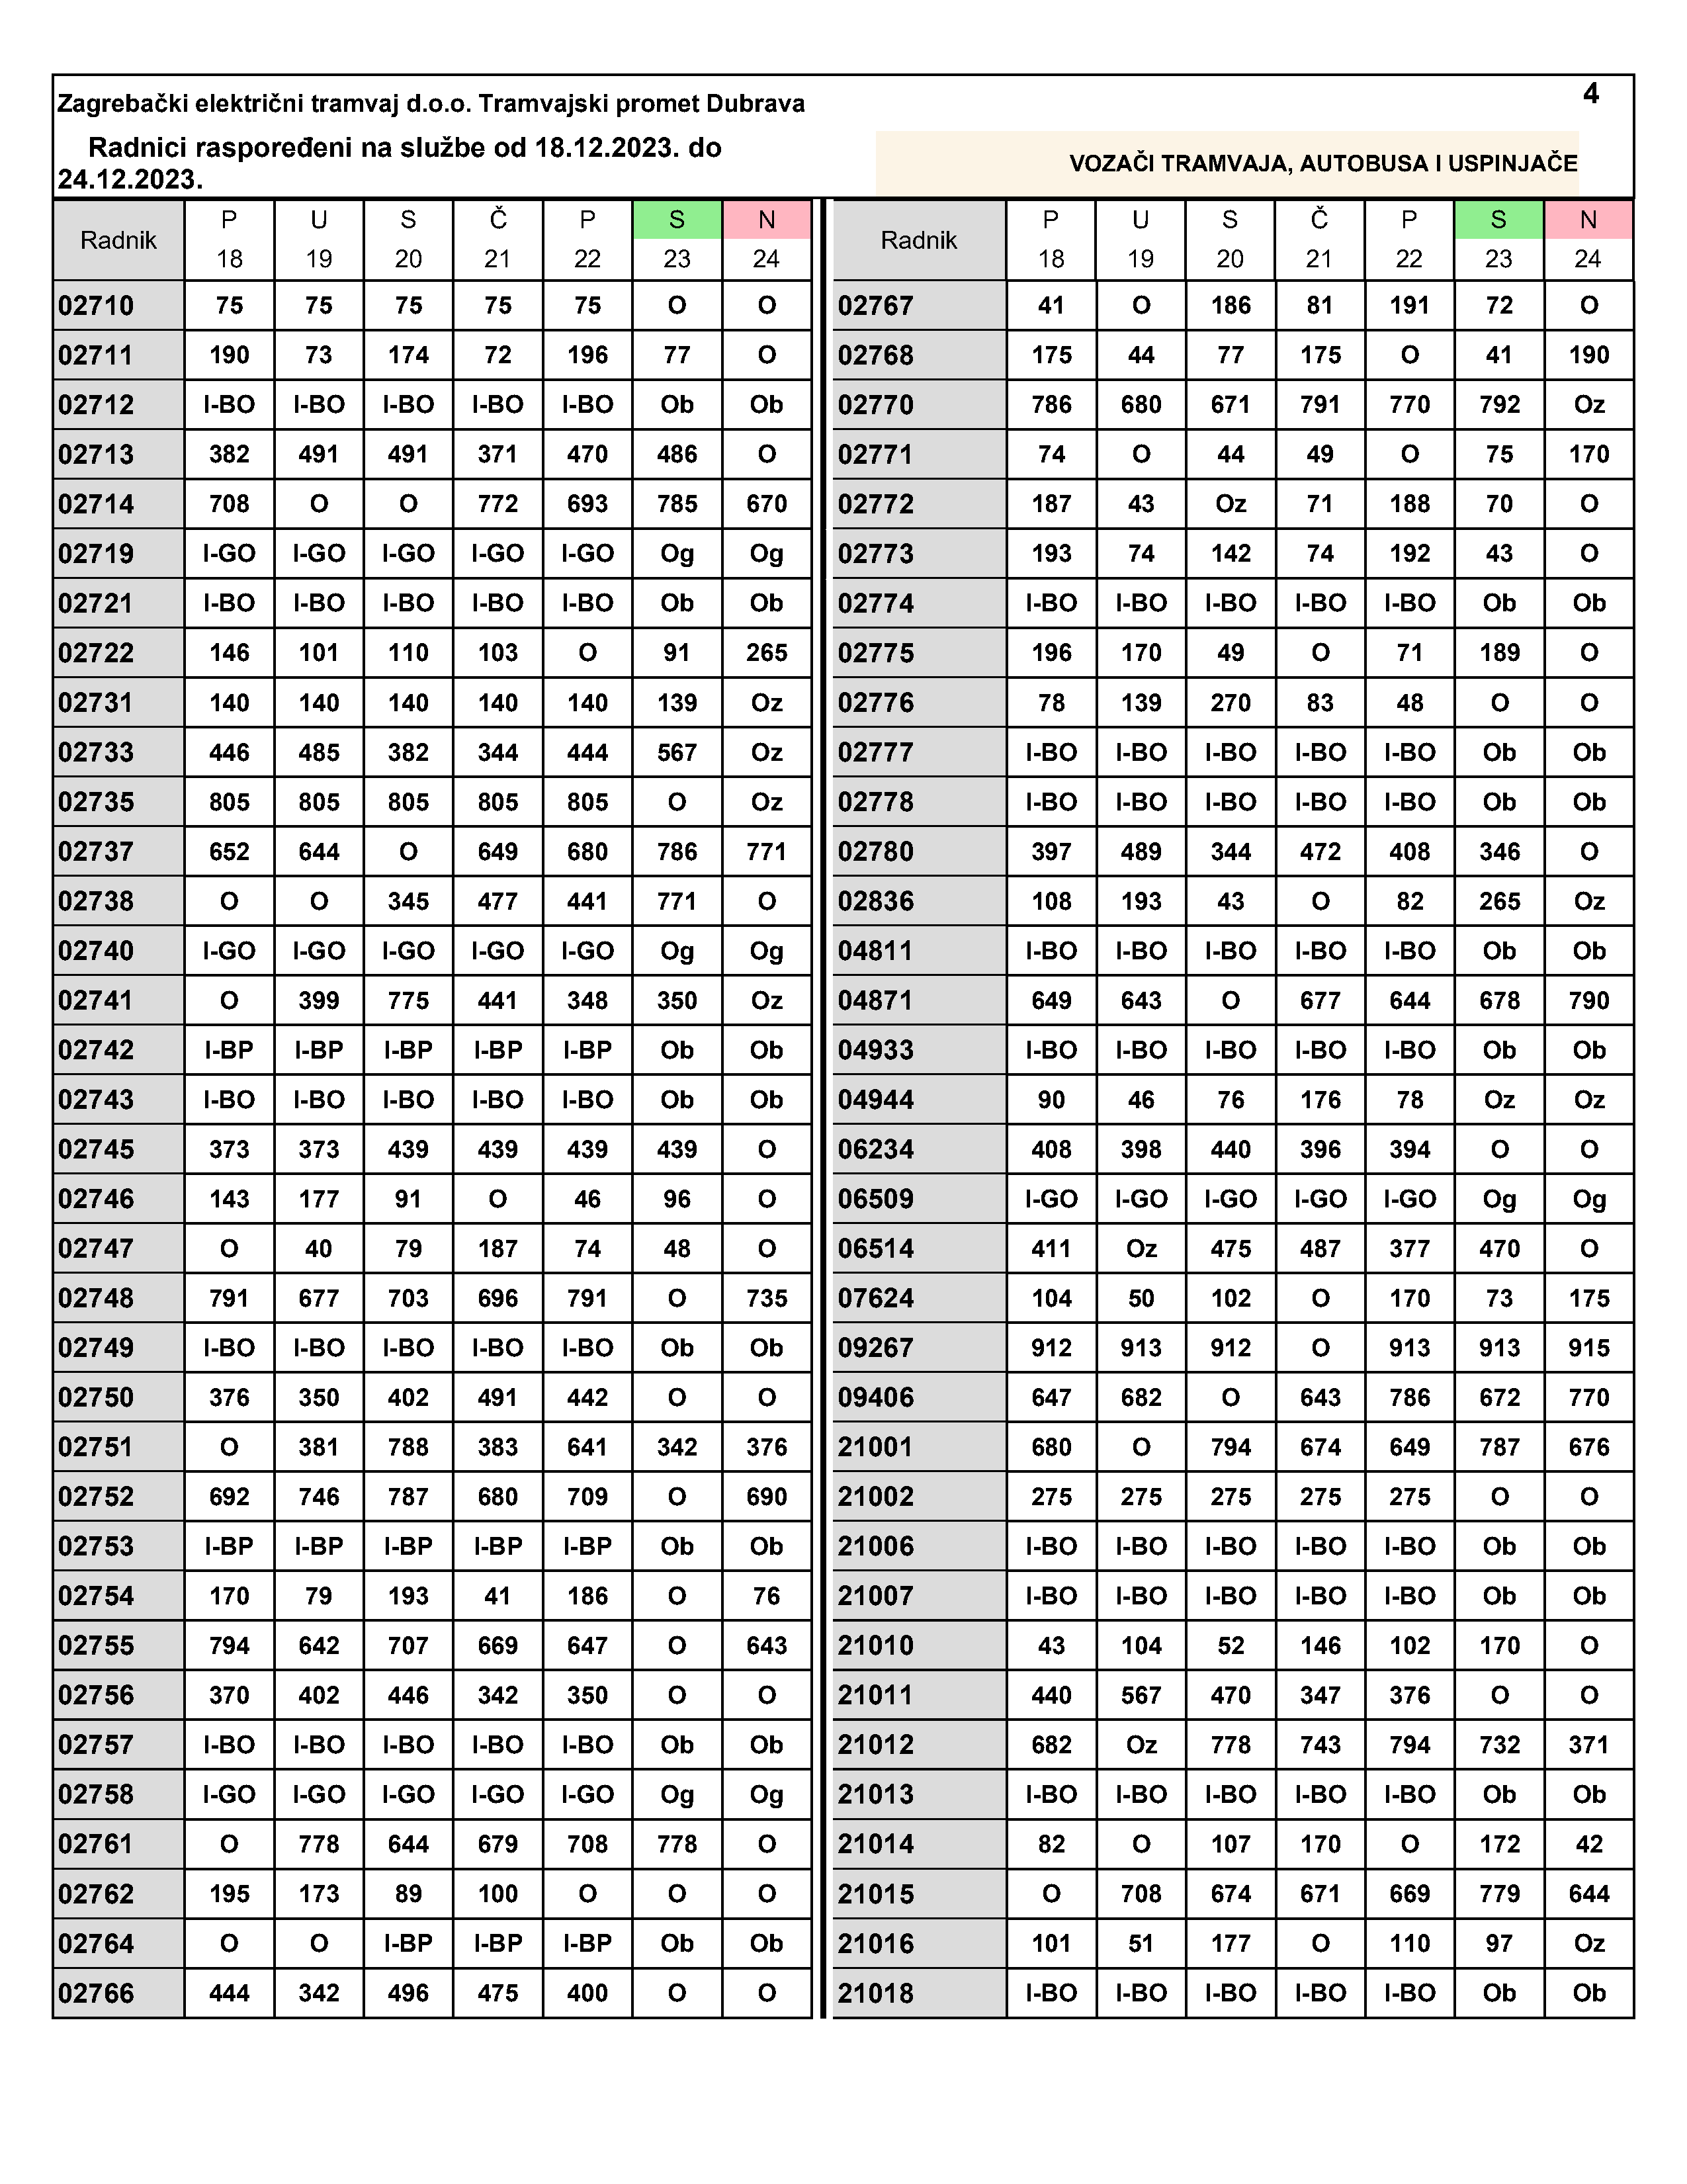 4
Zagrebački električni tramvaj d.o.o. Tramvajski promet Dubrava
Radnici raspoređeni na službe od 18.12.2023. do
24.12.2023.
VOZAČI TRAMVAJA, AUTOBUSA I USPINJAČE
Radnik P U S Č P S N Radnik P U S Č P S N
18 19 20 21 22 23 24 18 19 20 21 22 23 24
02710 75 75 75 75 75 O O 02767 41 O 186 81 191 72 O
02711 190 73 174 72 196 77 O 02768 175 44 77 175 O 41 190
02712 I-BO I-BO I-BO I-BO I-BO Ob Ob 02770 786 680 671 791 770 792 Oz
02713 382 491 491 371 470 486 O 02771 74 O 44 49 O 75 170
02714 708 O O 772 693 785 670 02772 187 43 Oz 71 188 70 O
02719 I-GO I-GO I-GO I-GO I-GO Og Og 02773 193 74 142 74 192 43 O
02721 I-BO I-BO I-BO I-BO I-BO Ob Ob 02774 I-BO I-BO I-BO I-BO I-BO Ob Ob
02722 146 101 110 103 O 91 265 02775 196 170 49 O 71 189 O
02731 140 140 140 140 140 139 Oz 02776 78 139 270 83 48 O O
02733 446 485 382 344 444 567 Oz 02777 I-BO I-BO I-BO I-BO I-BO Ob Ob
02735 805 805 805 805 805 O Oz 02778 I-BO I-BO I-BO I-BO I-BO Ob Ob
02737 652 644 O 649 680 786 771 02780 397 489 344 472 408 346 O
02738 O O 345 477 441 771 O 02836 108 193 43 O 82 265 Oz
02740 I-GO I-GO I-GO I-GO I-GO Og Og 04811 I-BO I-BO I-BO I-BO I-BO Ob Ob
02741 O 399 775 441 348 350 Oz 04871 649 643 O 677 644 678 790
02742 I-BP I-BP I-BP I-BP I-BP Ob Ob 04933 I-BO I-BO I-BO I-BO I-BO Ob Ob
02743 I-BO I-BO I-BO I-BO I-BO Ob Ob 04944 90 46 76 176 78 Oz Oz
02745 373 373 439 439 439 439 O 06234 408 398 440 396 394 O O
02746 143 177 91 O 46 96 O 06509 I-GO I-GO I-GO I-GO I-GO Og Og
02747 O 40 79 187 74 48 O 06514 411 Oz 475 487 377 470 O
02748 791 677 703 696 791 O 735 07624 104 50 102 O 170 73 175
02749 I-BO I-BO I-BO I-BO I-BO Ob Ob 09267 912 913 912 O 913 913 915
02750 376 350 402 491 442 O O 09406 647 682 O 643 786 672 770
02751 O 381 788 383 641 342 376 21001 680 O 794 674 649 787 676
02752 692 746 787 680 709 O 690 21002 275 275 275 275 275 O O
02753 I-BP I-BP I-BP I-BP I-BP Ob Ob 21006 I-BO I-BO I-BO I-BO I-BO Ob Ob
02754 170 79 193 41 186 O 76 21007 I-BO I-BO I-BO I-BO I-BO Ob Ob
02755 794 642 707 669 647 O 643 21010 43 104 52 146 102 170 O
02756 370 402 446 342 350 O O 21011 440 567 470 347 376 O O
02757 I-BO I-BO I-BO I-BO I-BO Ob Ob 21012 682 Oz 778 743 794 732 371
02758 I-GO I-GO I-GO I-GO I-GO Og Og 21013 I-BO I-BO I-BO I-BO I-BO Ob Ob
02761 O 778 644 679 708 778 O 21014 82 O 107 170 O 172 42
02762 195 173 89 100 O O O 21015 O 708 674 671 669 779 644
02764 O O I-BP I-BP I-BP Ob Ob 21016 101 51 177 O 110 97 Oz
02766 444 342 496 475 400 O O 21018 I-BO I-BO I-BO I-BO I-BO Ob Ob